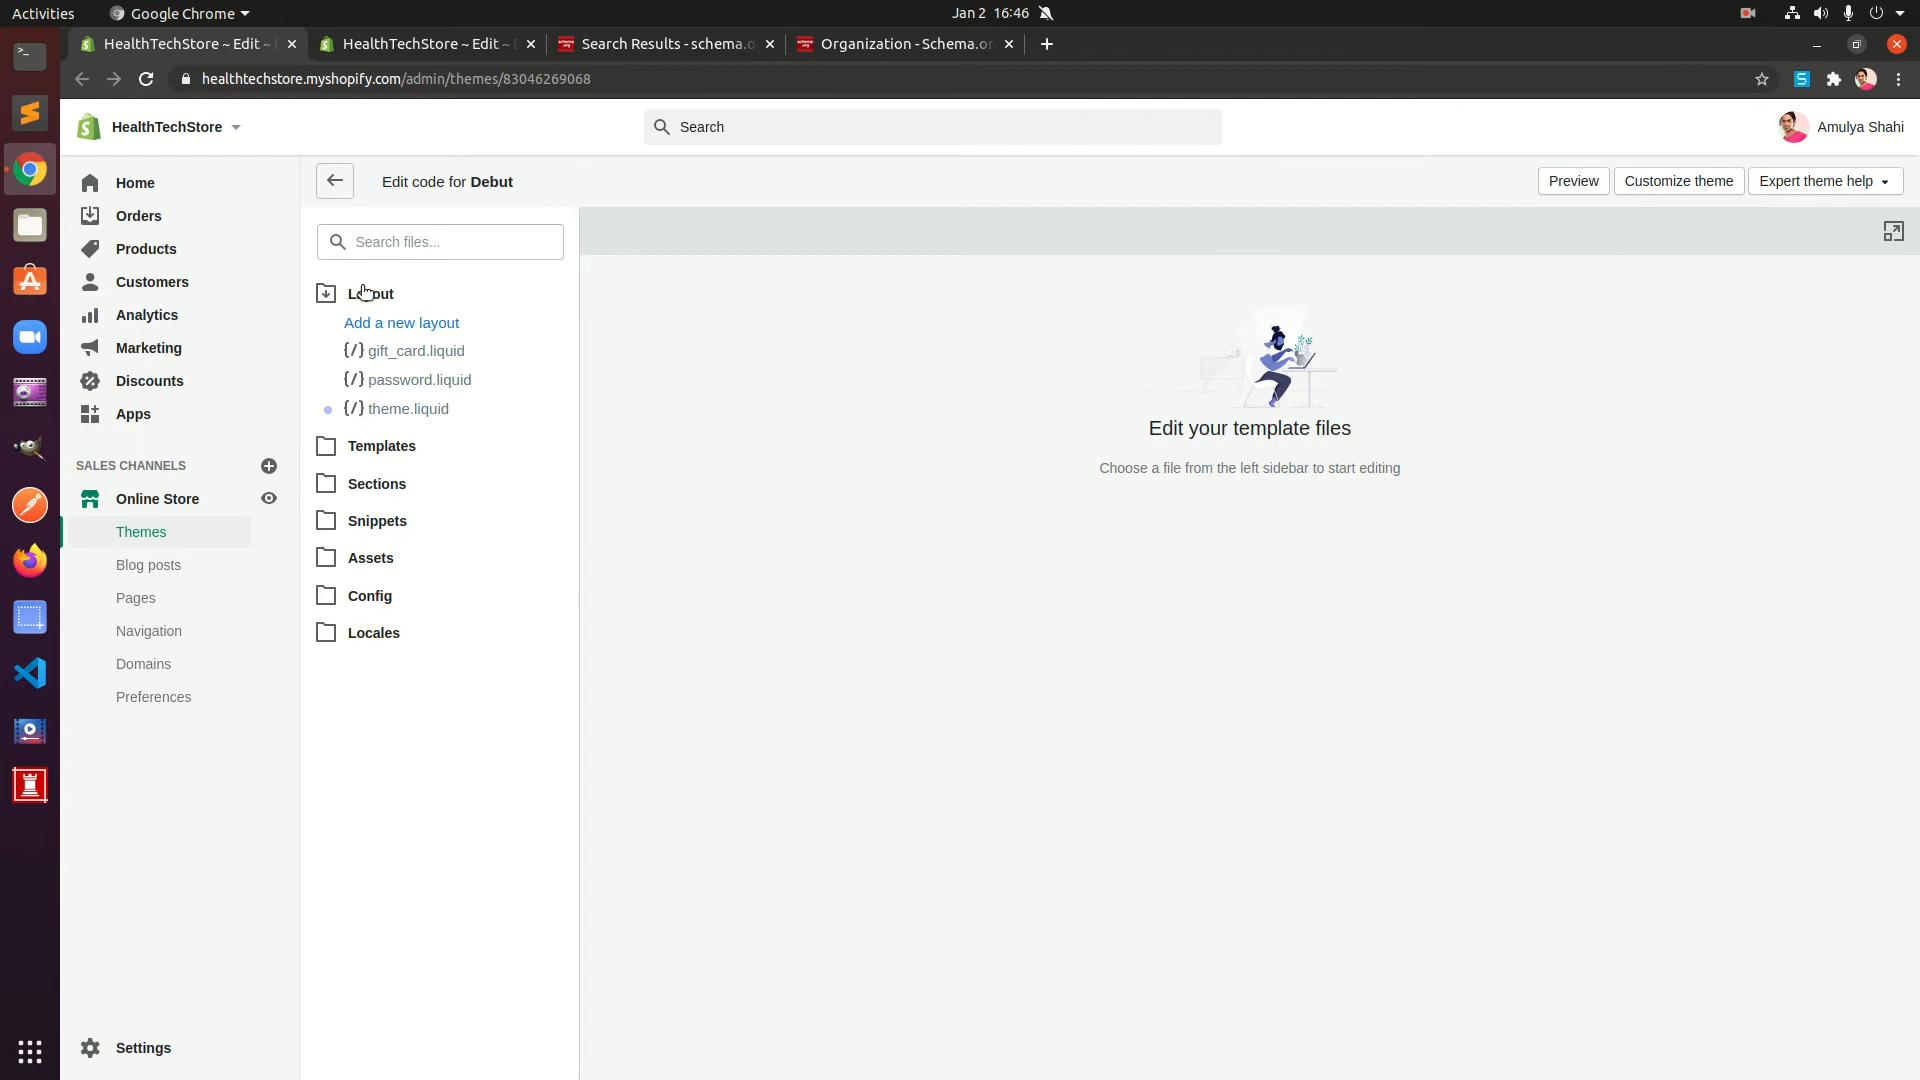 Activities
Google Chrome
Jan 2 16:46
HealthTechStore ~ Edit ~
HealthTechStore ~ Edit ~
Search Results - schema.o
Organization - Schema.or
healthtechstore.myshopify.com/admin/themes/83046269068
HealthTechStore
Search
Amulya Shahi
Home
Orders
Products
Customers
Analytics
Marketing
Discounts
Apps
SALES CHANNELS
Online Store
Themes
Blog posts
Pages
Navigation
Domains
Preferences
Settings
Edit code for Debut
Preview
Customize theme
Expert theme help
Search files...
Layout
Add a new layout
{/} gift_card.liquid
{/} password.liquid
{/} theme.liquid
Templates
Sections
Snippets
Assets
Config
Locales
Edit your template files
Choose a file from the left sidebar to start editing